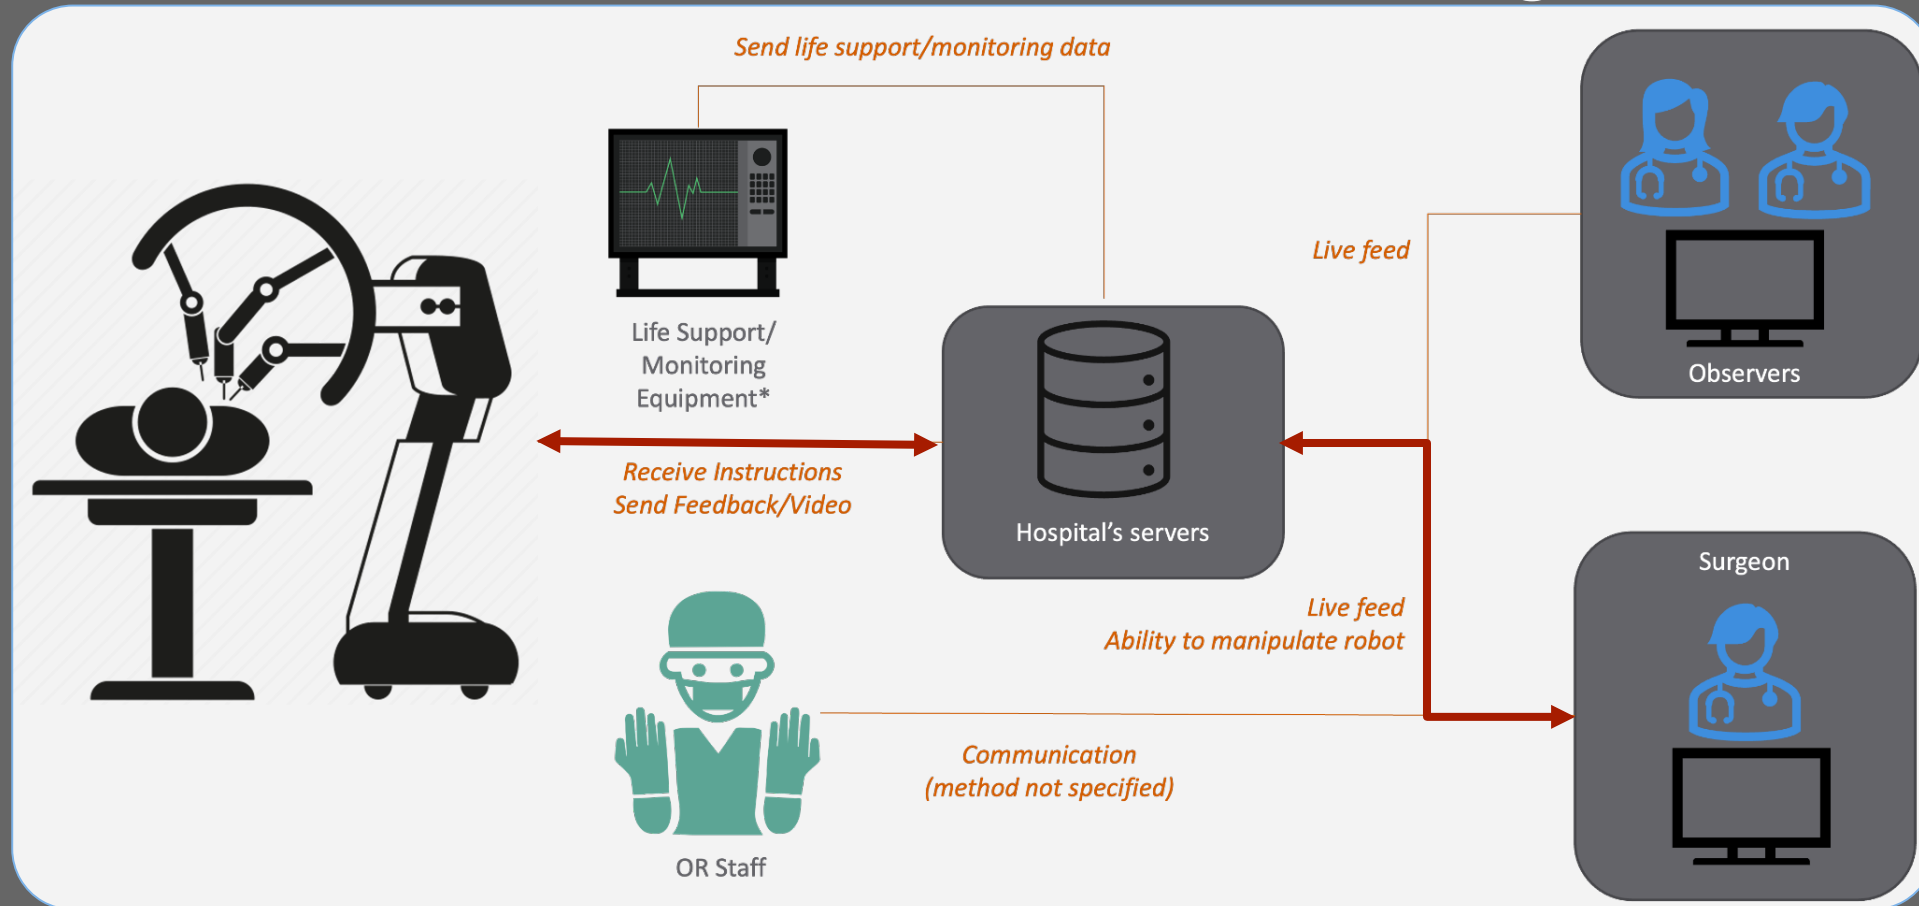 Send life support/monitoring data
Life Support/
Monitoring
Equipment*
Receive Instructions
Send Feedback/Video
Hospital's servers
Live feed
Observers
Surgeon
Live feed
Ability to manipulate robot
Communication
(method not specified)
OR Staff